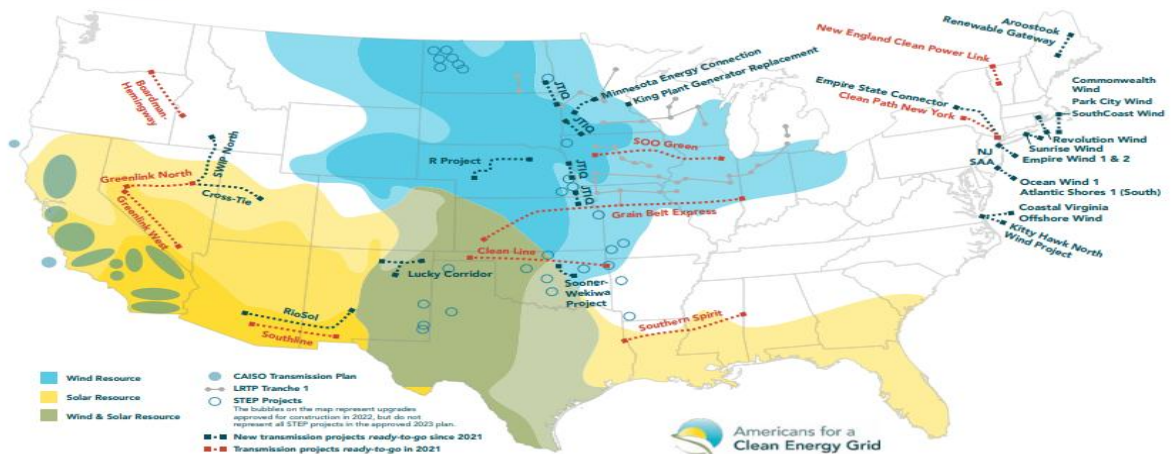 Aroostook
Renewable Gateway
New England Clean Power Link
Minnesota Energy Connection
King Plant Generator Replacement
Empire State Connector
Clean Path New York
Commonwealth
Wind
Park City Wind
SouthCoast Wind
Revolution Wind
Sunrise Wind
Empire Wind 1 & 2
NJ
SAA
Ocean Wind 1
Atlantic Shores 1 (South)
Coastal Virginia
Offshore Wind
Kitty Hawk North
Wind Project
Boardman-
Hemingway
JTIQ
JTIQ
JTIQ
JTIQ
SOO Green
R Project
SWIP North
Greenlink North
Cross-Tie
Greenlink West
Grain Belt Express
Clean Line
Lucky Corridor
Sooner-
Wekiwa
Project
RioSol
Southline
Southern Spirit
Wind Resource
Solar Resource
Wind & Solar Resource
CAISO Transmission Plan
LRTP Tranche 1
STEP Projects
The bubbles on the map represent upgrades
approved for construction in 2022, but do not
represent all STEP projects in the approved 2023 plan.
New transmission projects ready-to-go since 2021
Transmission projects ready-to-go in 2021
Americans for a
Clean Energy Grid